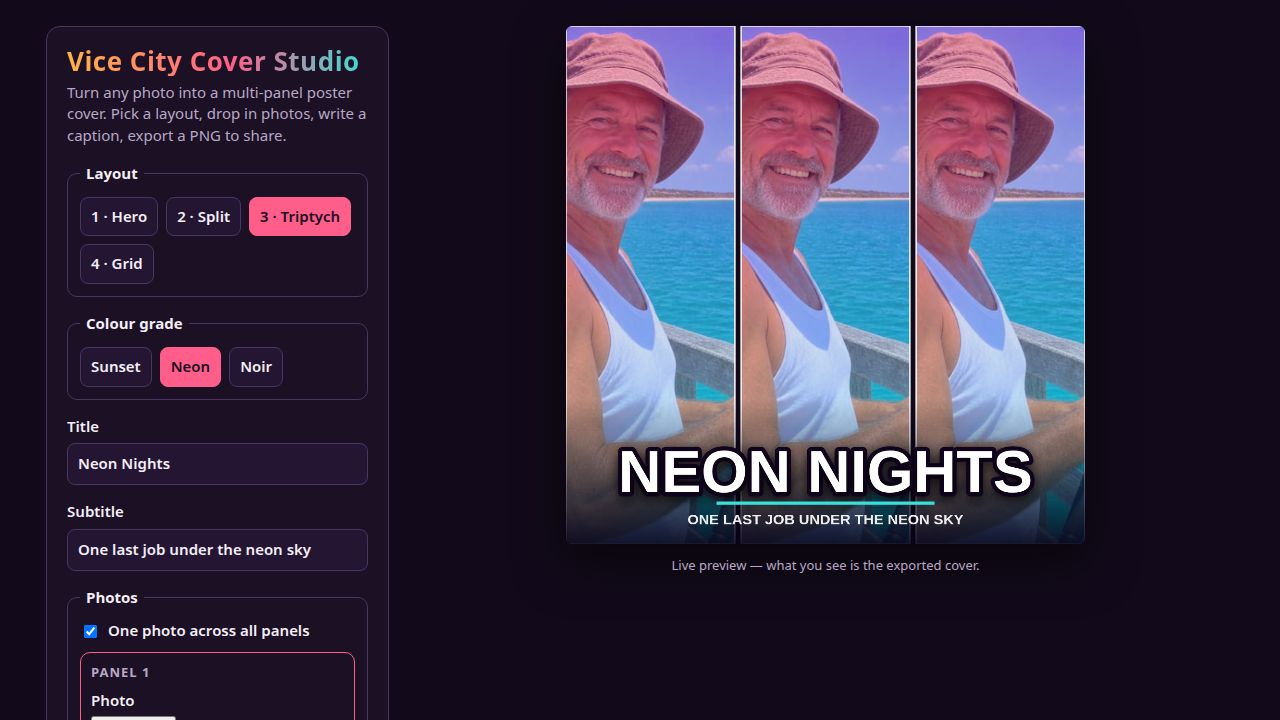 Vice City Cover Studio
Turn any photo into a multi-panel poster
cover. Pick a layout, drop in photos, write a
caption, export a PNG to share.
Layout
1 · Hero
2 · Split
3 · Triptych
4 · Grid
Colour grade
Sunset
Neon
Noir
Title
Neon Nights
Subtitle
One last job under the neon sky
Photos
One photo across all panels
PANEL 1
Photo
NEON NIGHTS
ONE LAST JOB UNDER THE NEON SKY
Live preview — what you see is the exported cover.